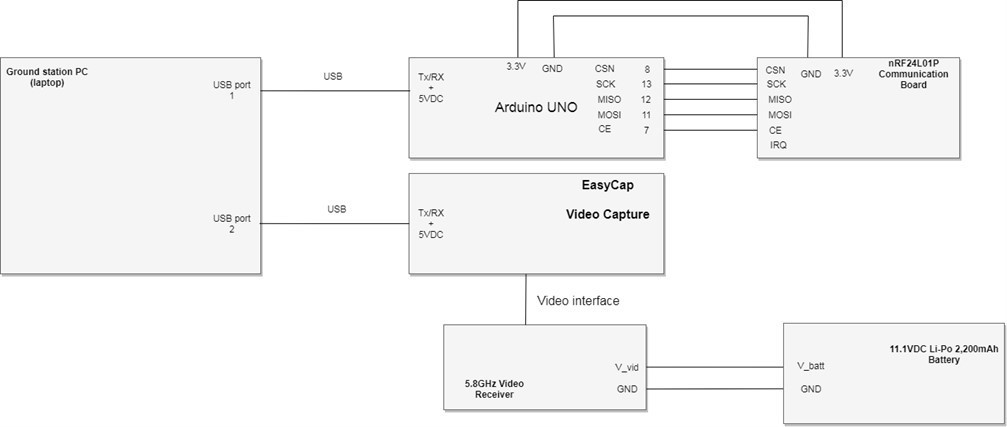 Ground station PC
(laptop)
USB port
1
USB port
2
USB
USB
Tx/RX
+
5VDC
3.3V
GND
Arduino UNO
CSN 8
SCK 13
MISO 12
MOSI 11
CE 7
CSN
SCK
MISO
MOSI
CE
IRQ
GND
3.3V
nRF24L01P
Communication
Board
Tx/RX
+
5VDC
EasyCap
Video Capture
Video interface
5.8GHz Video
Receiver
V_vid
GND
V_batt
GND
11.1VDC Li-Po 2,200mAh
Battery